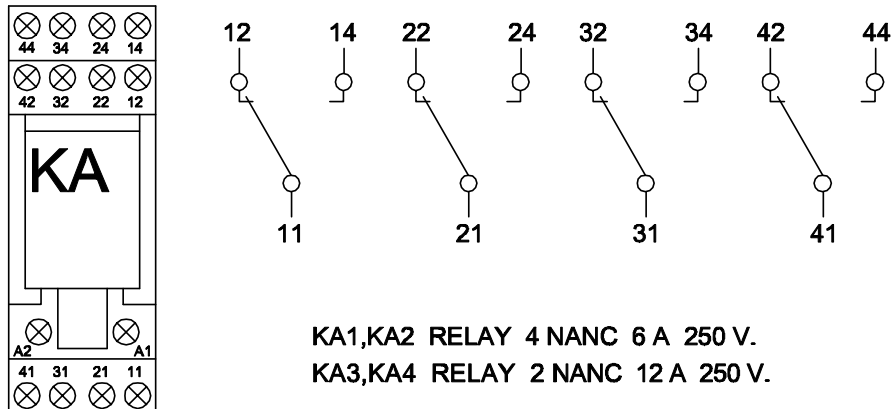 44 34 24 14
42 32 22 12
KA
A2 A1
41 31 21 11
12 14 22 24 32 34 42 44
11 21 31 41
KA1,KA2 RELAY 4 NANC 6 A 250 V.
KA3,KA4 RELAY 2 NANC 12 A 250 V.